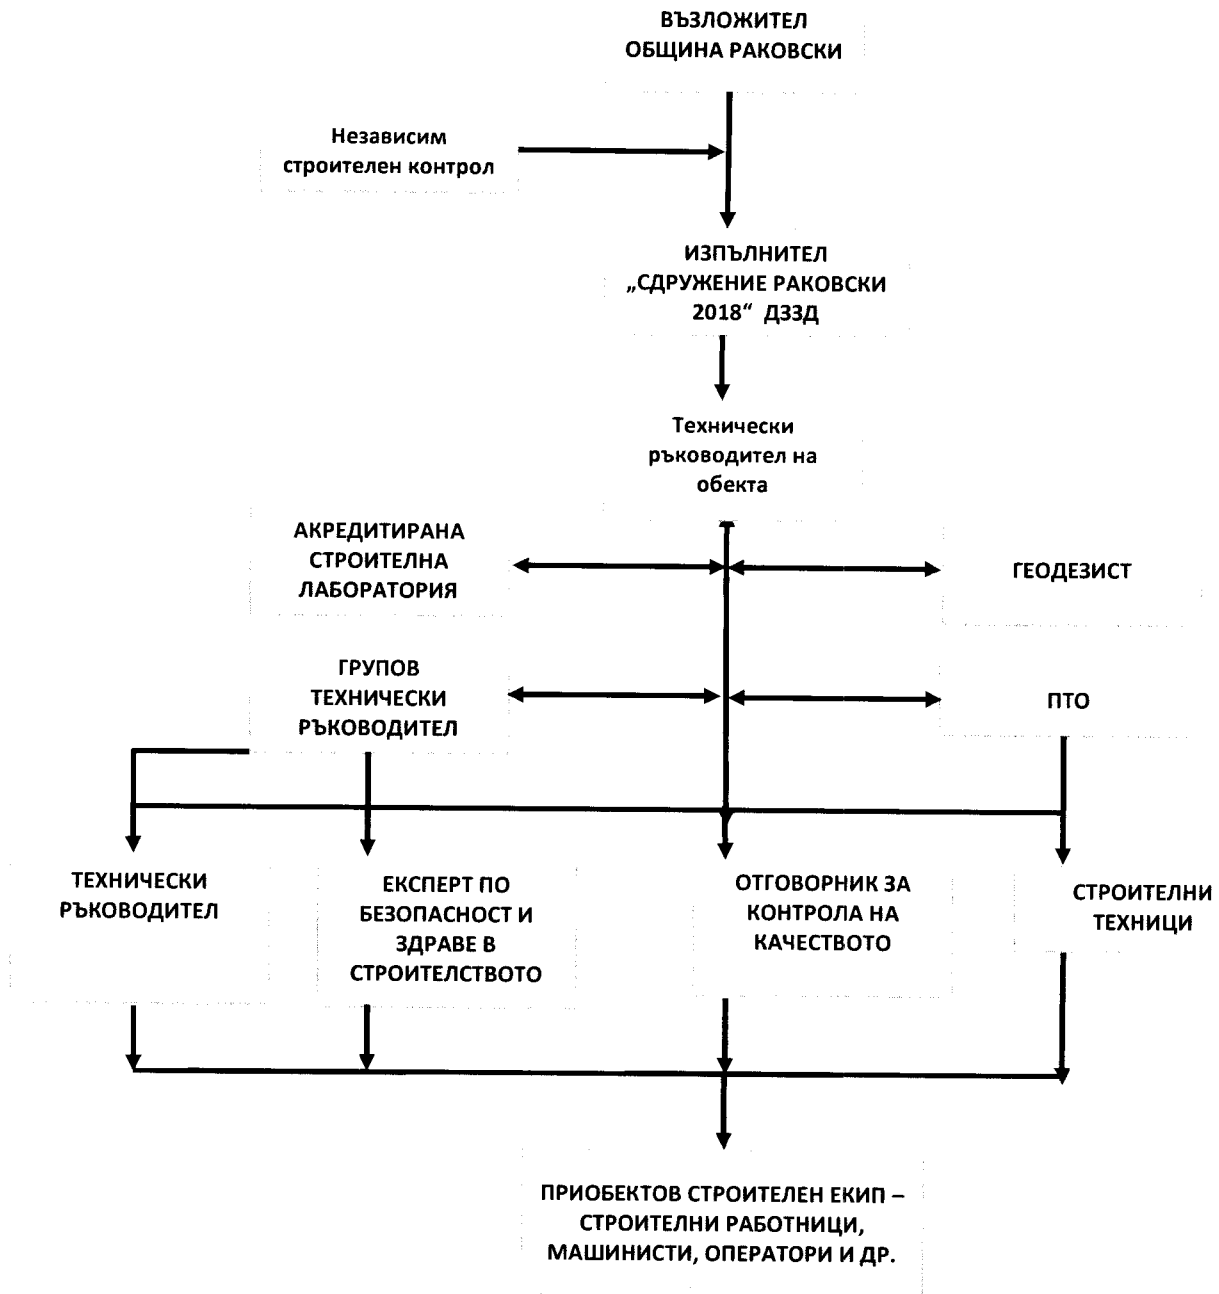 ВЪЗЛОЖИТЕЛ
ОБЩИНА РАКОВСКИ
Независим
строителен контрол
ИЗПЪЛНИТЕЛ
„СДРУЖЕНИЕ РАКОВСКИ
2018“ ДЗЗД
Технически
ръководител на
обекта
АКРЕДИТИРАНА
СТРОИТЕЛНА
ЛАБОРАТОРИЯ
ГЕОДЕЗИСТ
ГРУПОВ
ТЕХНИЧЕСКИ
РЪКОВОДИТЕЛ
ПТО
ТЕХНИЧЕСКИ
РЪКОВОДИТЕЛ
ЕКСПЕРТ ПО
БЕЗОПАСНОСТ И
ЗДРАВЕ В
СТРОИТЕЛСТВОТО
ОТГОВОРНИК ЗА
КОНТРОЛА НА
КАЧЕСТВОТО
СТРОИТЕЛНИ
ТЕХНИЦИ
ПРИОБЕКТОВ СТРОИТЕЛЕН ЕКИП –
СТРОИТЕЛНИ РАБОТНИЦИ,
МАШИНИСТИ, ОПЕРАТОРИ И ДР.